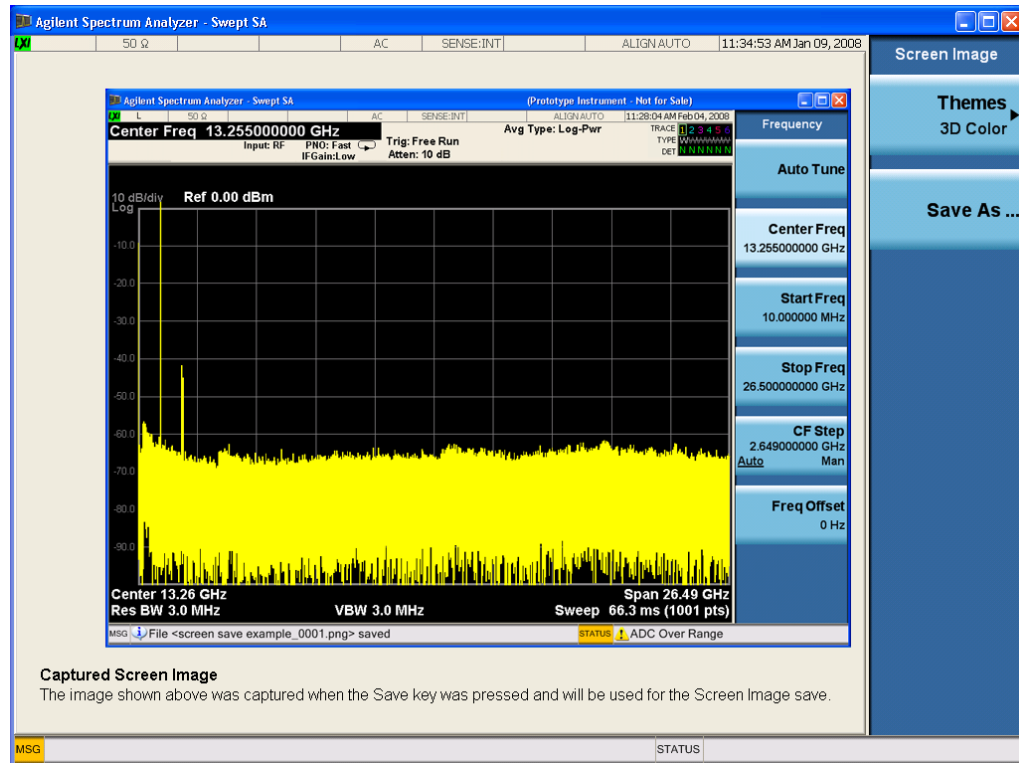 Agilent Spectrum Analyzer - Swept SA
LXI 50 Ω AC SENSE:INT ALIGN AUTO 11:34:53 AM Jan 09, 2008
Screen Image
Themes
3D Color
Save As ...
Agilent Spectrum Analyzer - Swept SA (Prototype Instrument - Not for Sale)
LXI L 50 Ω AC SENSE:INT ALIGN AUTO 11:28:04 AM Feb 04, 2008
Center Freq 13.255000000 GHz
Input: RF PNO: Fast
IFGain:Low
Trig: Free Run
Atten: 10 dB
Avg Type: Log-Pwr
TRACE 1 2 3 4 5 6
TYPE WWWWWW
DET N N N N N N
10 dB/div Ref 0.00 dBm
Log
-10.0
-20.0
-30.0
-40.0
-50.0
-60.0
-70.0
-80.0
-90.0
Center 13.26 GHz Span 26.49 GHz
Res BW 3.0 MHz VBW 3.0 MHz Sweep 66.3 ms (1001 pts)
MSG File <screen save example_0001.png> saved STATUS ADC Over Range
Frequency
Auto Tune
Center Freq
13.255000000 GHz
Start Freq
10.000000 MHz
Stop Freq
26.500000000 GHz
CF Step
2.649000000 GHz
Auto Man
Freq Offset
0 Hz
Captured Screen Image
The image shown above was captured when the Save key was pressed and will be used for the Screen Image save.
MSG STATUS